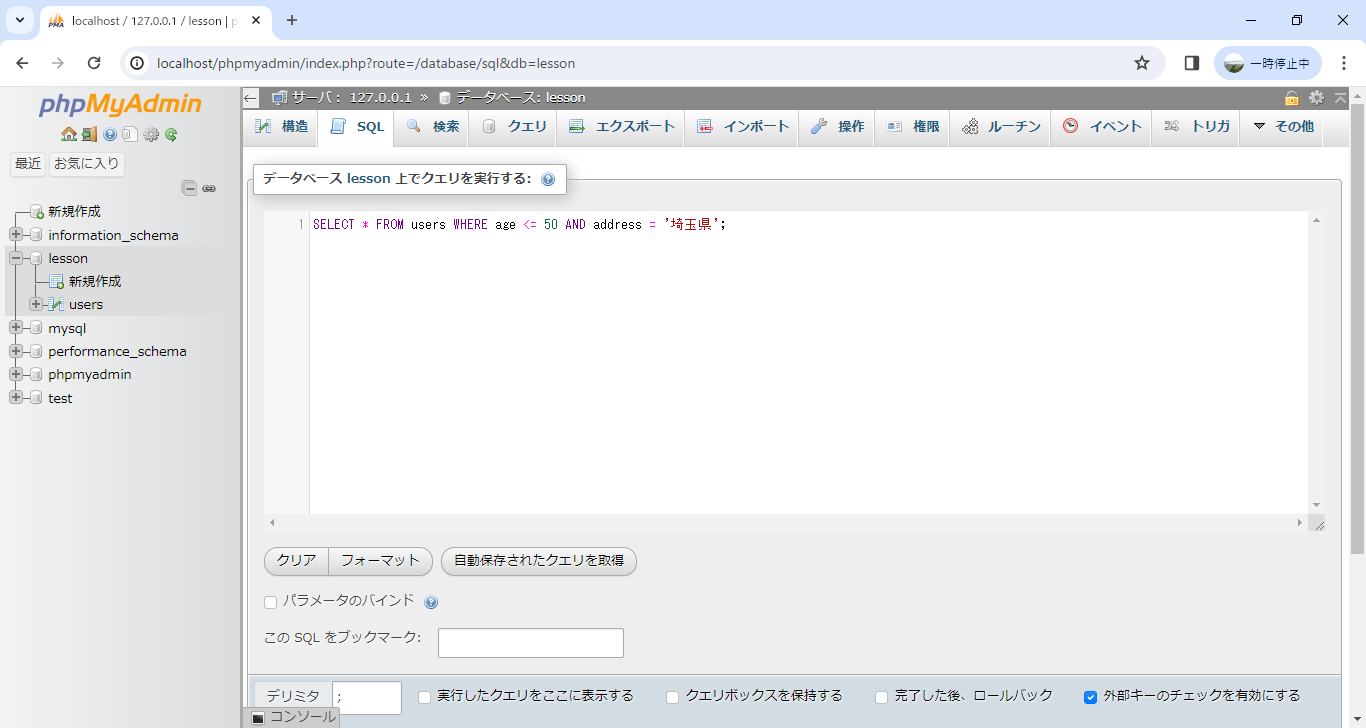 localhost / 127.0.0.1 / lesson | p
localhost/phpmyadmin/index.php?route=/database/sql&db=lesson
一時停止中
phpMyAdmin
最近 お気に入り
新規作成
information_schema
lesson
新規作成
users
mysql
performance_schema
phpmyadmin
test
サーバ： 127.0.0.1 » データベース: lesson
構造 SQL 検索 クエリ エクスポート インポート 操作 権限 ルーチン イベント トリガ その他
データベース lesson 上でクエリを実行する:
1 SELECT * FROM users WHERE age <= 50 AND address = '埼玉県';
クリア フォーマット 自動保存されたクエリを取得
パラメータのバインド
この SQL をブックマーク:
デリミタ ; 実行したクエリをここに表示する クエリボックスを保持する 完了した後、ロールバック 外部キーのチェックを有効にする
コンソール